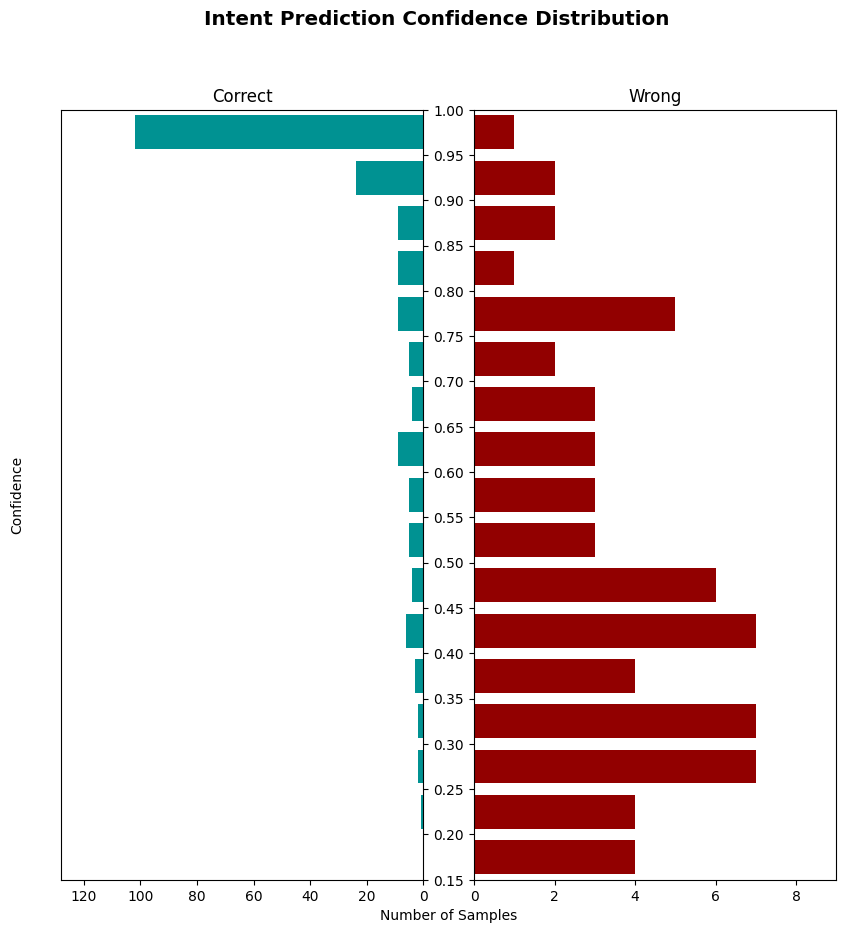 Intent Prediction Confidence Distribution
Correct
Wrong
1.00
0.95
0.90
0.85
0.80
0.75
0.70
0.65
0.60
0.55
0.50
0.45
0.40
0.35
0.30
0.25
0.20
0.15
Confidence
120 100 80 60 40 20 0
0 2 4 6 8
Number of Samples